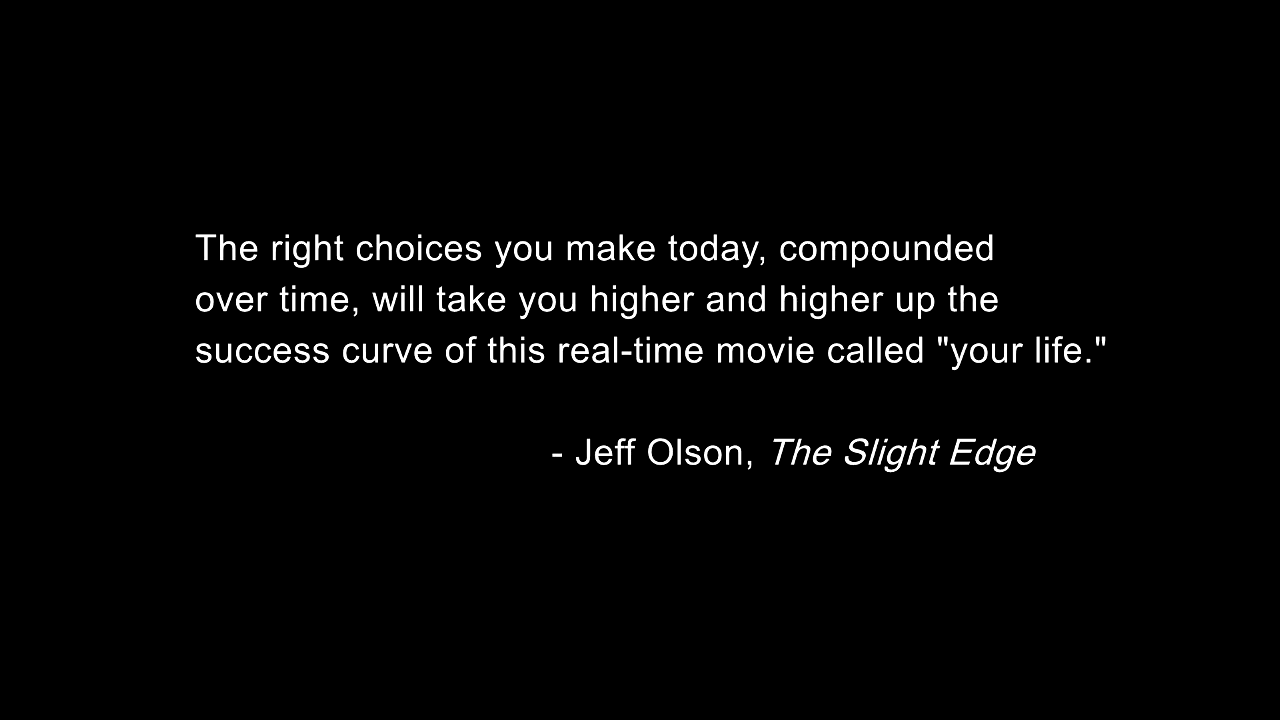 The right choices you make today, compounded
over time, will take you higher and higher up the
success curve of this real-time movie called "your life."
- Jeff Olson, The Slight Edge